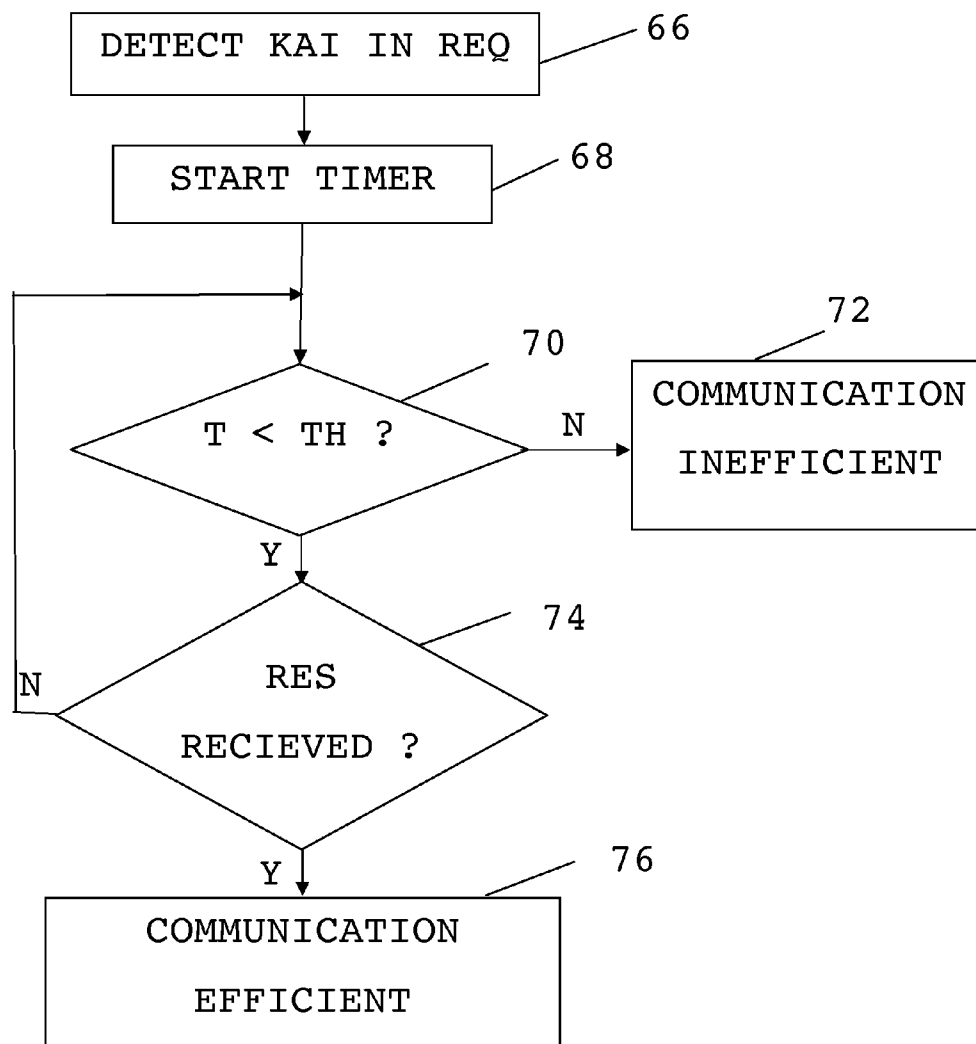 DETECT KAI IN REQ
66
START TIMER
68
70
T < TH ?
N
72
COMMUNICATION
INEFFICIENT
Y
74
RES
RECIEVED ?
N
Y
76
COMMUNICATION
EFFICIENT